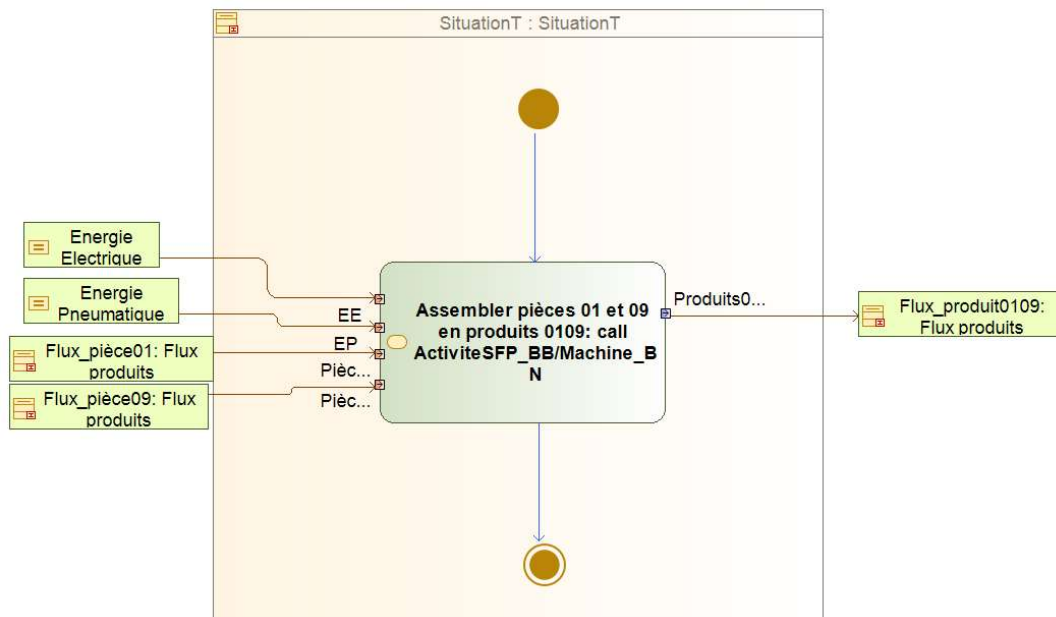 SituationT : SituationT
Energie
Electrique
Energie
Pneumatique
Flux_pièce01: Flux
produits
Flux_pièce09: Flux
produits
EE
EP
Pièc...
Pièc...
Assembler pièces 01 et 09
en produits 0109: call
ActiviteSFP_BB/Machine_B
N
Produits0...
Flux_produit0109:
Flux produits